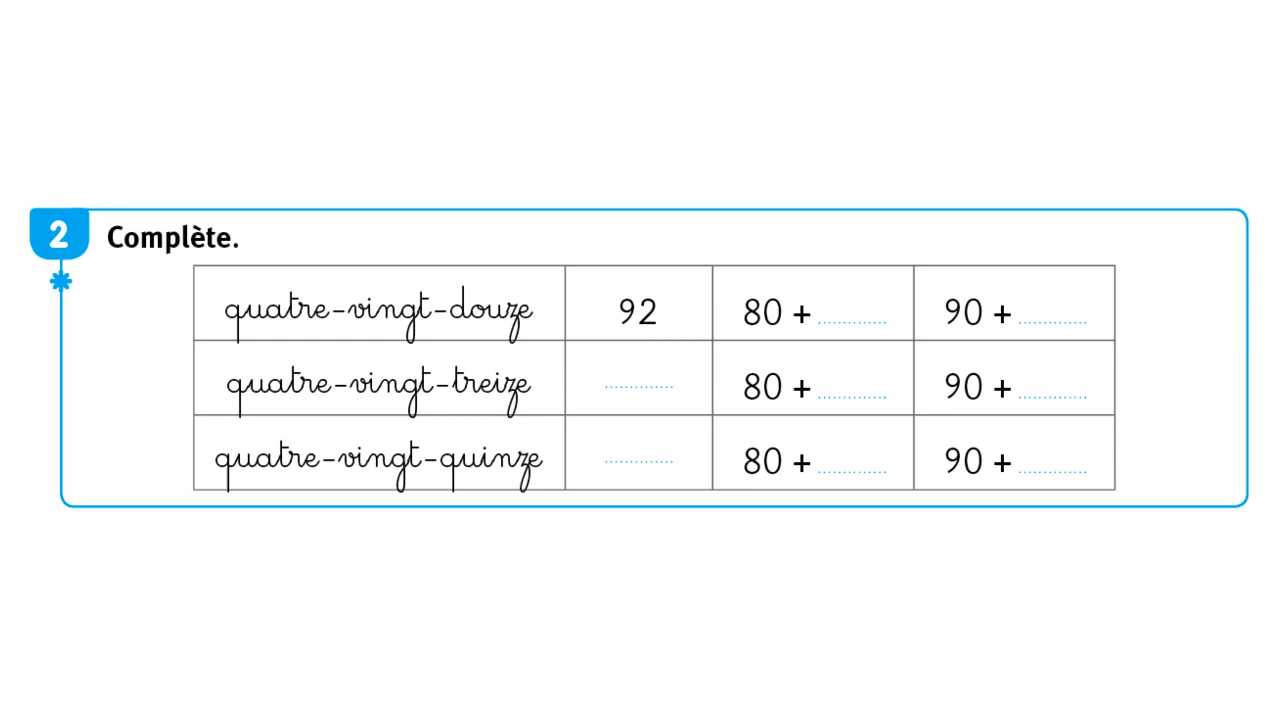 2 Complète.
quatre-vingt-douze 92 80 + .............. 90 + ..............
quatre-vingt-treize .............. 80 + .............. 90 + ..............
quatre-vingt-quinze .............. 80 + .............. 90 + ..............